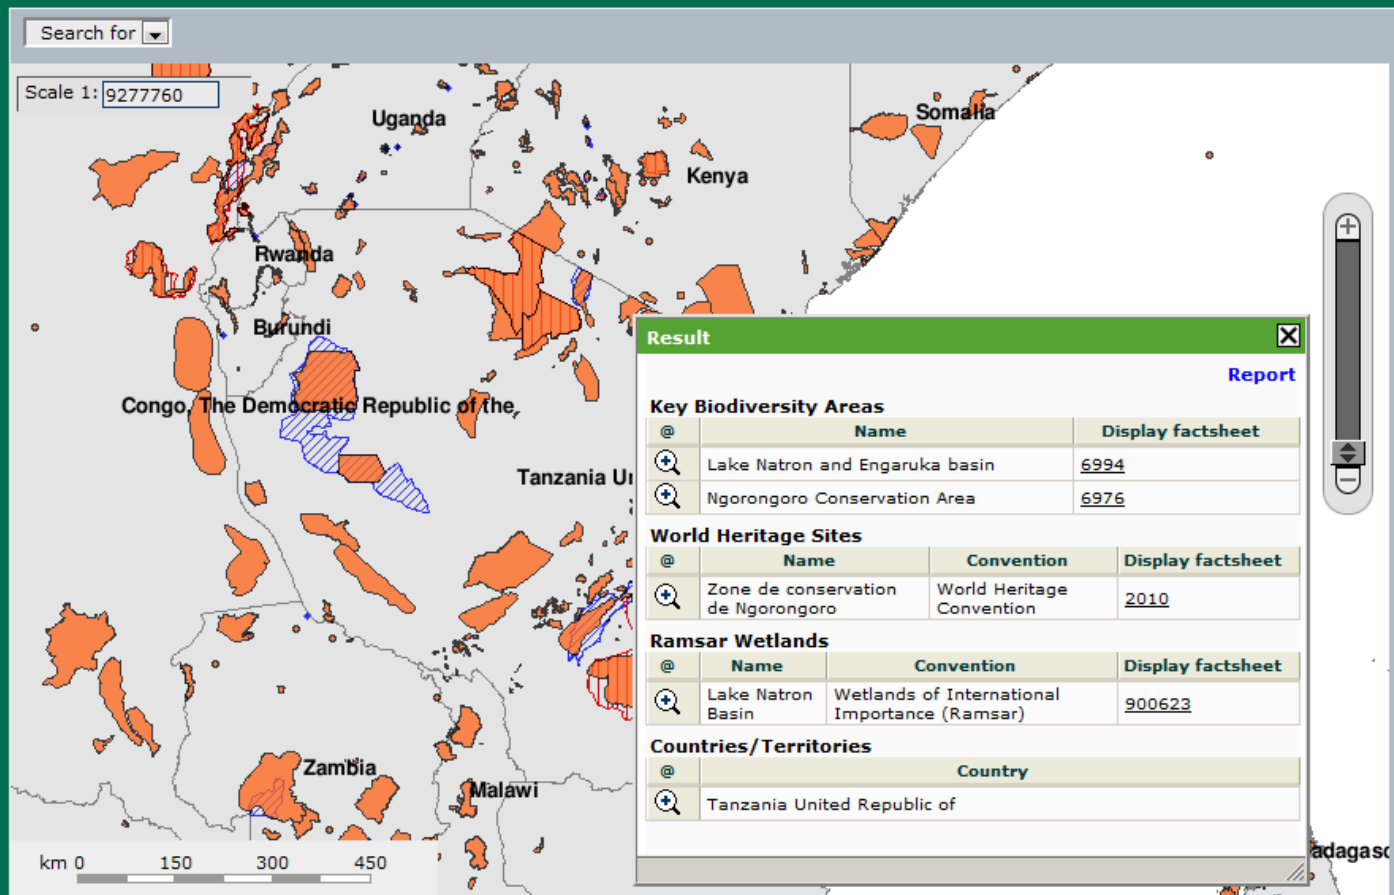 Search for
Scale 1: 9277760
Uganda
Somalia
Kenya
Rwanda
Burundi
Congo, The Democratic Republic of the
Tanzania U
Zambia
Malawi
adagasc
km 0 150 300 450
Result
Report
Key Biodiversity Areas
@ Name Display factsheet
Lake Natron and Engaruka basin 6994
Ngorongoro Conservation Area 6976
World Heritage Sites
@ Name Convention Display factsheet
Zone de conservation de Ngorongoro World Heritage Convention 2010
Ramsar Wetlands
@ Name Convention Display factsheet
Lake Natron Basin Wetlands of International Importance (Ramsar) 900623
Countries/Territories
@ Country
Tanzania United Republic of